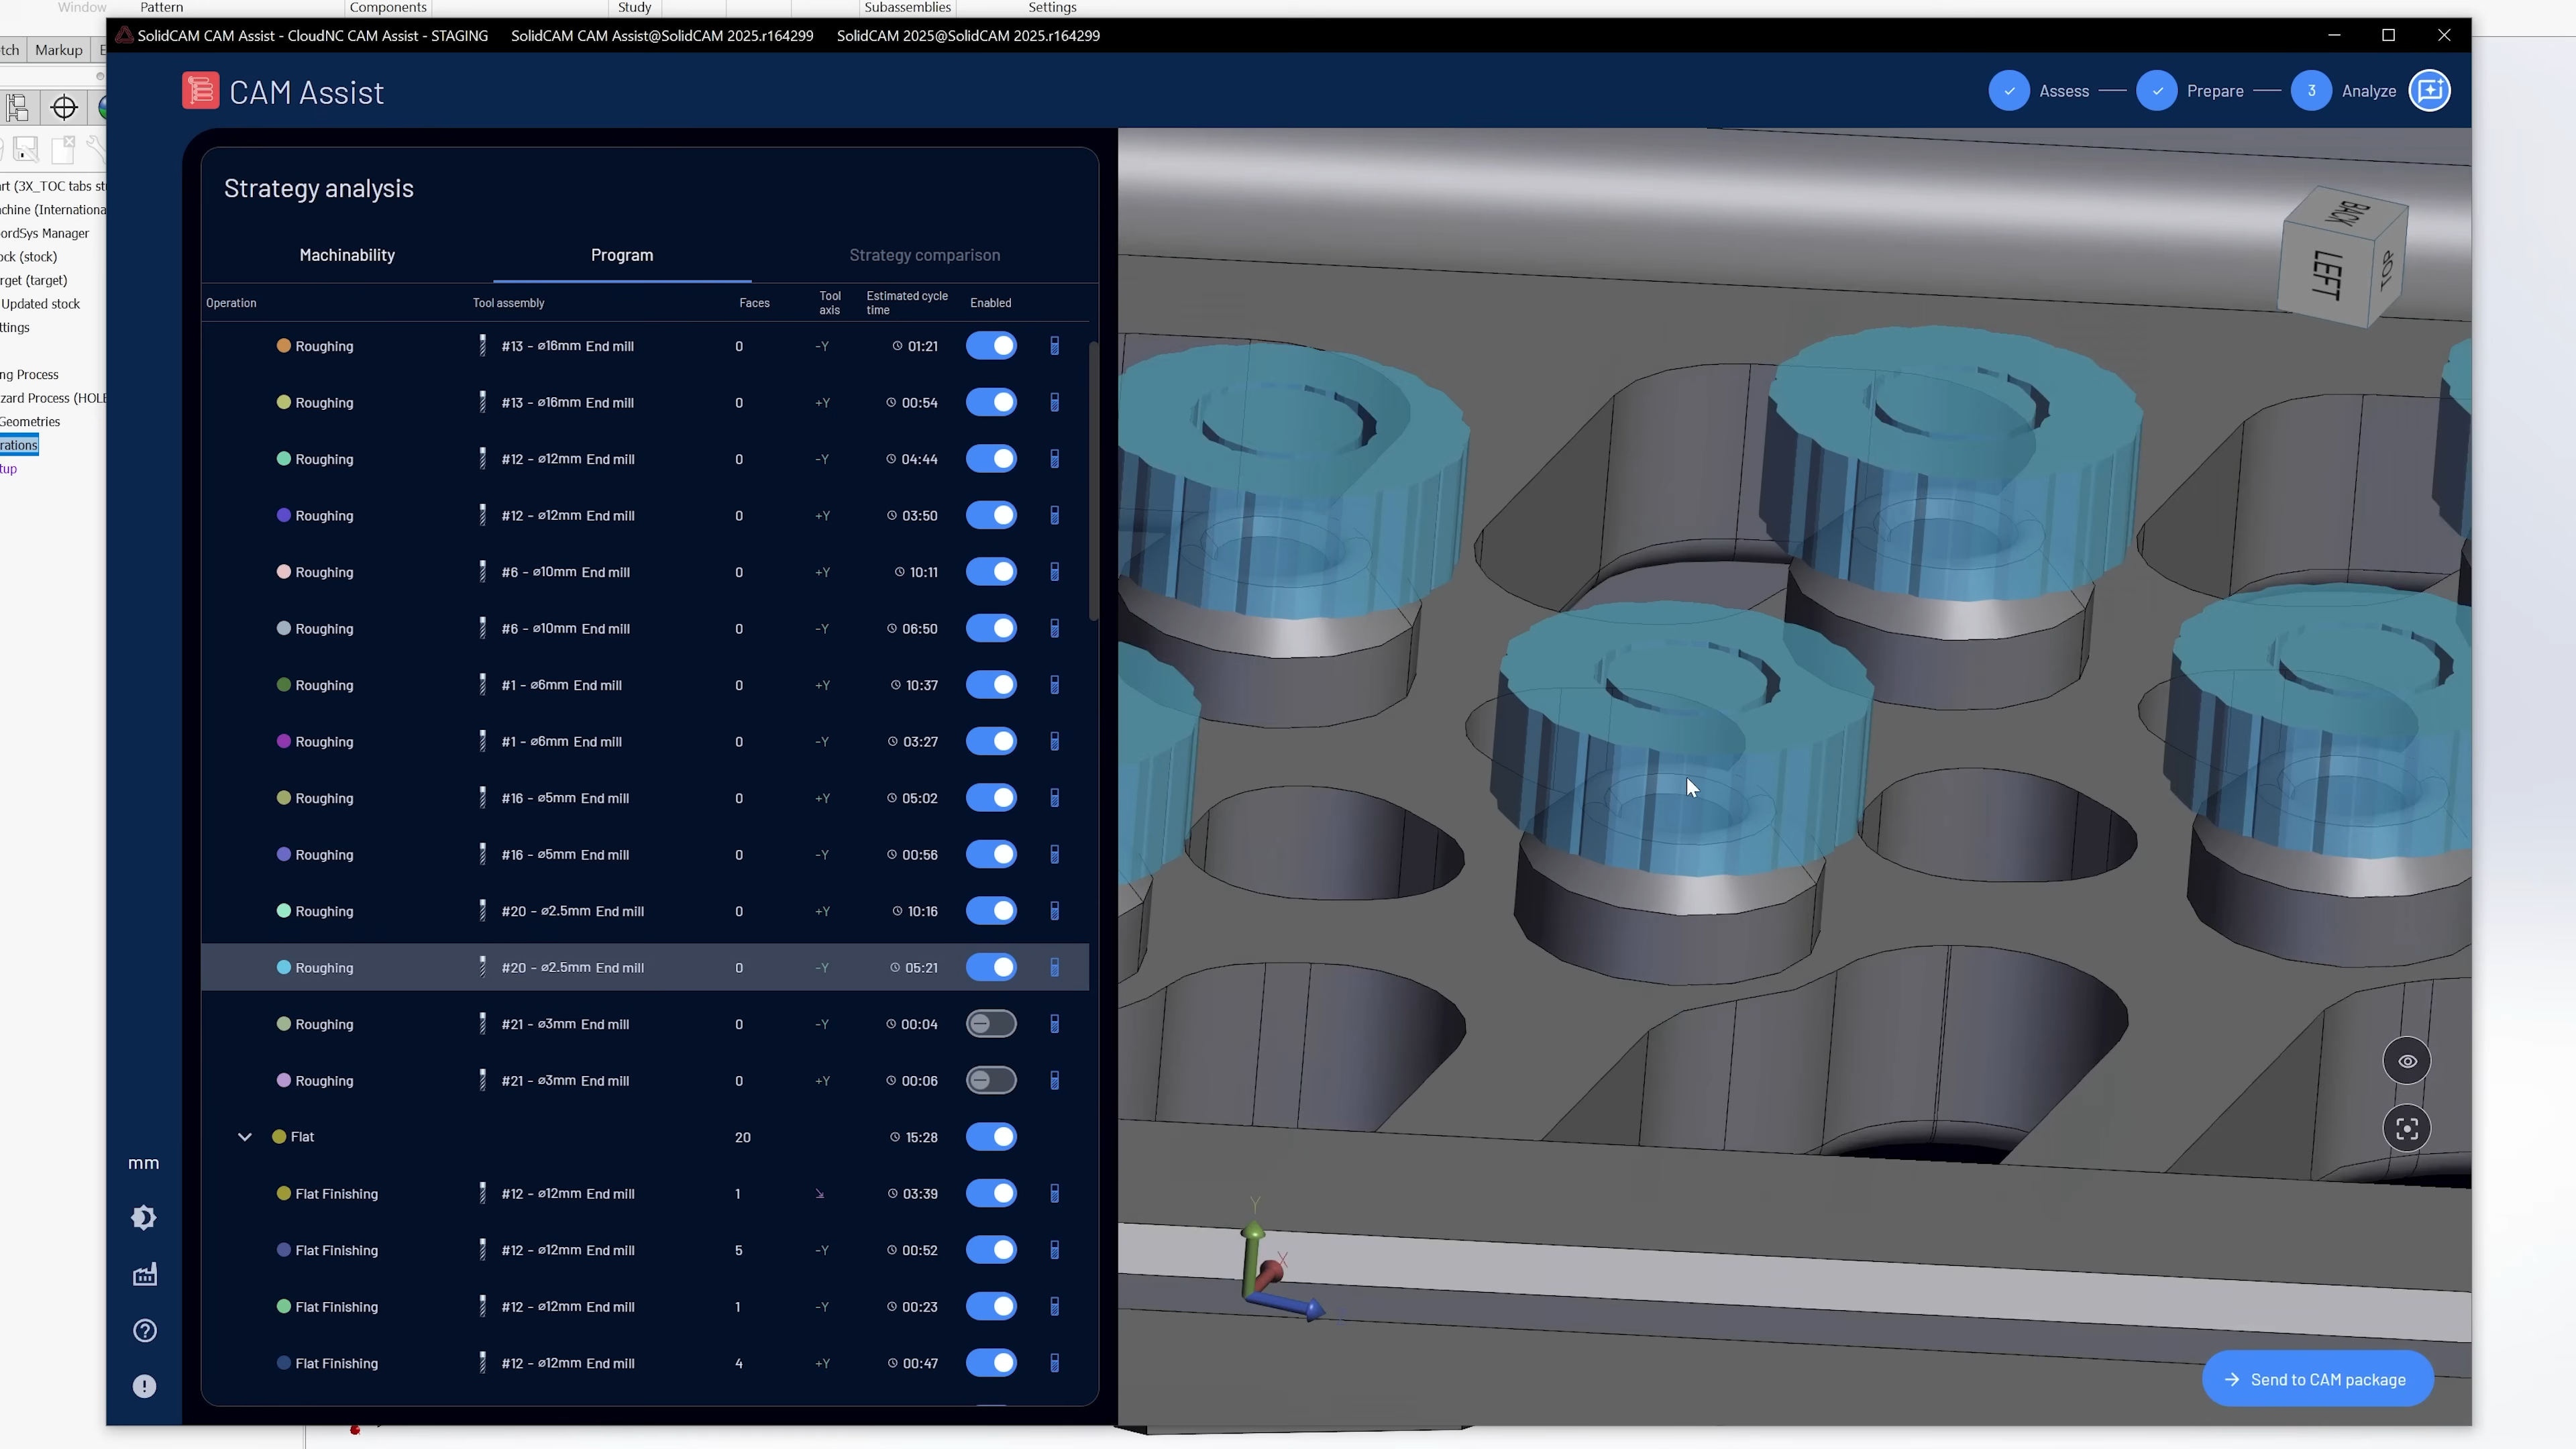 Window
Pattern
Components
Study
Subassemblies
Settings
tch
Markup
SolidCAM CAM Assist - CloudNC CAM Assist - STAGING SolidCAM CAM Assist@SolidCAM 2025.r164299 SolidCAM 2025@SolidCAM 2025.r164299
CAM Assist
Assess
Prepare
3 Analyze
rt (3X_TOC tabs st
chine (Internationa
ordSys Manager
ock (stock)
rget (target)
Updated stock
ttings
ng Process
zard Process (HOLE
Geometries
rations
tup
Strategy analysis
Machinability Program Strategy comparison
Operation Tool assembly Faces Tool axis Estimated cycle time Enabled
Roughing #13 - ø16mm End mill 0 -Y 01:21
Roughing #13 - ø16mm End mill 0 +Y 00:54
Roughing #12 - ø12mm End mill 0 -Y 04:44
Roughing #12 - ø12mm End mill 0 +Y 03:50
Roughing #6 - ø10mm End mill 0 +Y 10:11
Roughing #6 - ø10mm End mill 0 -Y 06:50
Roughing #1 - ø6mm End mill 0 +Y 10:37
Roughing #1 - ø6mm End mill 0 -Y 03:27
Roughing #16 - ø5mm End mill 0 +Y 05:02
Roughing #16 - ø5mm End mill 0 -Y 00:56
Roughing #20 - ø2.5mm End mill 0 +Y 10:16
Roughing #20 - ø2.5mm End mill 0 -Y 05:21
Roughing #21 - ø3mm End mill 0 -Y 00:04
Roughing #21 - ø3mm End mill 0 +Y 00:06
Flat 20 15:28
Flat Finishing #12 - ø12mm End mill 1 03:39
Flat Finishing #12 - ø12mm End mill 5 -Y 00:52
Flat Finishing #12 - ø12mm End mill 1 -Y 00:23
Flat Finishing #12 - ø12mm End mill 4 +Y 00:47
mm
BACK
LEFT
TOP
Y
X
Send to CAM package